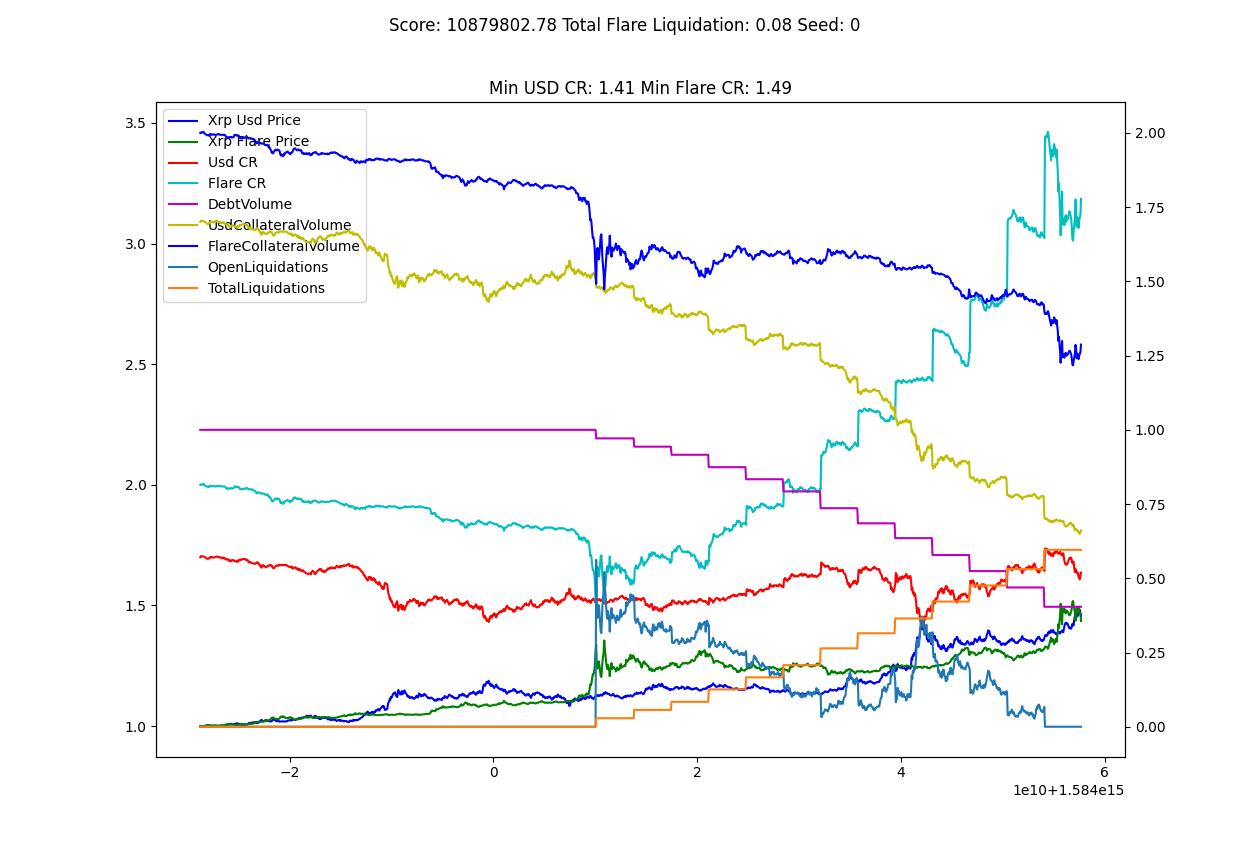 Score: 10879802.78 Total Flare Liquidation: 0.08 Seed: 0
Min USD CR: 1.41 Min Flare CR: 1.49
Xrp Usd Price
Xrp Flare Price
Usd CR
Flare CR
DebtVolume
UsdCollateralVolume
FlareCollateralVolume
OpenLiquidations
TotalLiquidations
3.5
3.0
2.5
2.0
1.5
1.0
2.00
1.75
1.50
1.25
1.00
0.75
0.50
0.25
0.00
−2
0
2
4
6
1e10+1.584e15